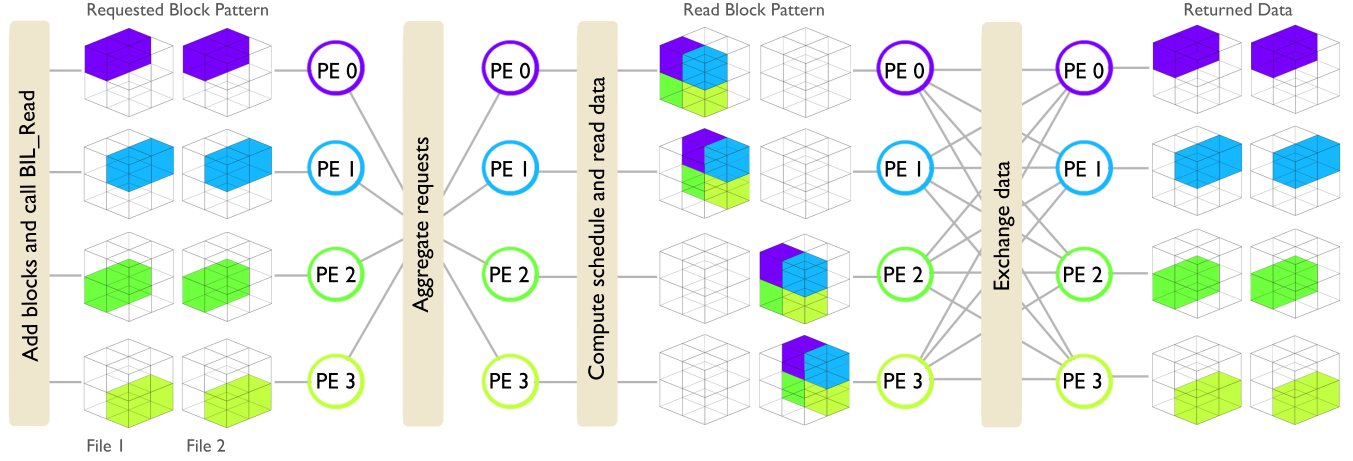 Requested Block Pattern
Read Block Pattern
Returned Data
Add blocks and call BIL_Read
PE 0
PE 1
PE 2
PE 3
Aggregate requests
PE 0
PE 1
PE 2
PE 3
Compute schedule and read data
PE 0
PE 1
PE 2
PE 3
Exchange data
PE 0
PE 1
PE 2
PE 3
File 1
File 2